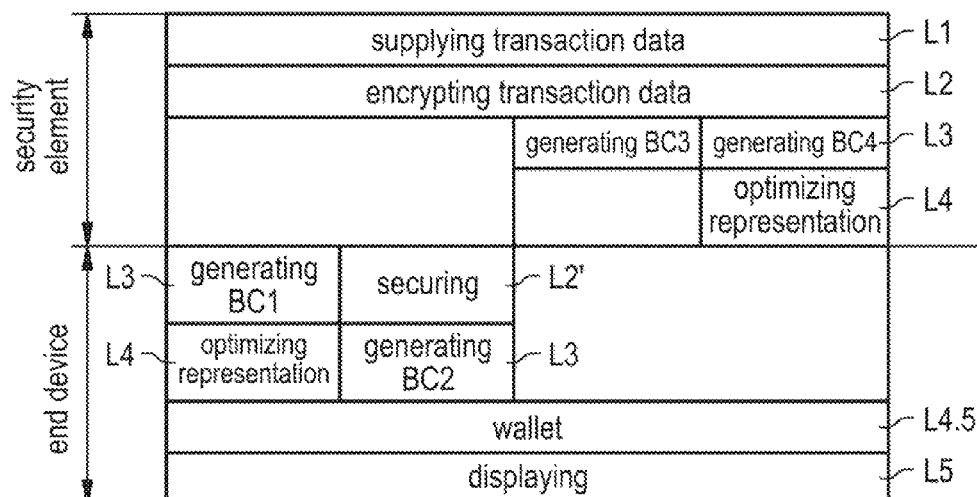 supplying transaction data
L1
encrypting transaction data
L2
security
element
generating BC3
generating BC4
L3
optimizing
representation
L4
L3
generating
BC1
securing
L2'
L4
optimizing
representation
generating
BC2
L3
end device
wallet
L4.5
displaying
L5